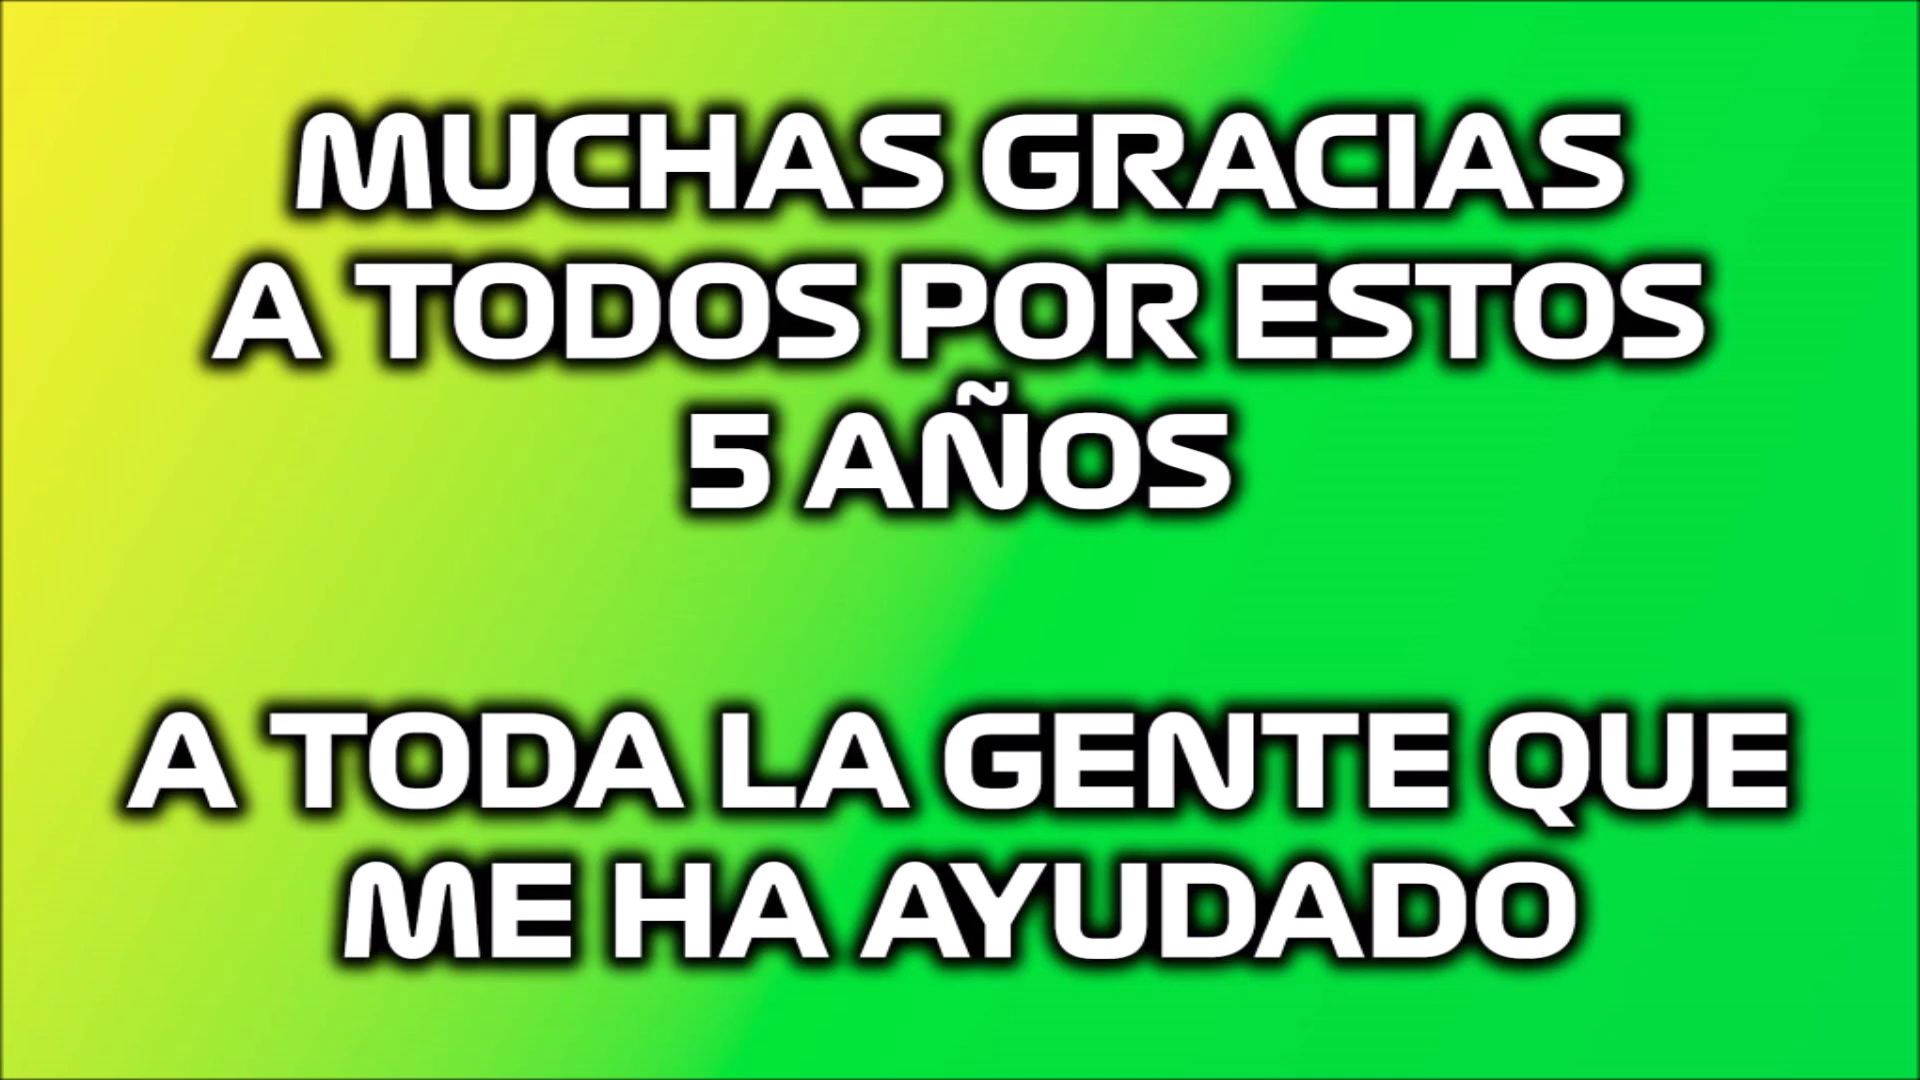 MUCHAS GRACIAS
A TODOS POR ESTOS
5 AÑOS
A TODA LA GENTE QUE
ME HA AYUDADO